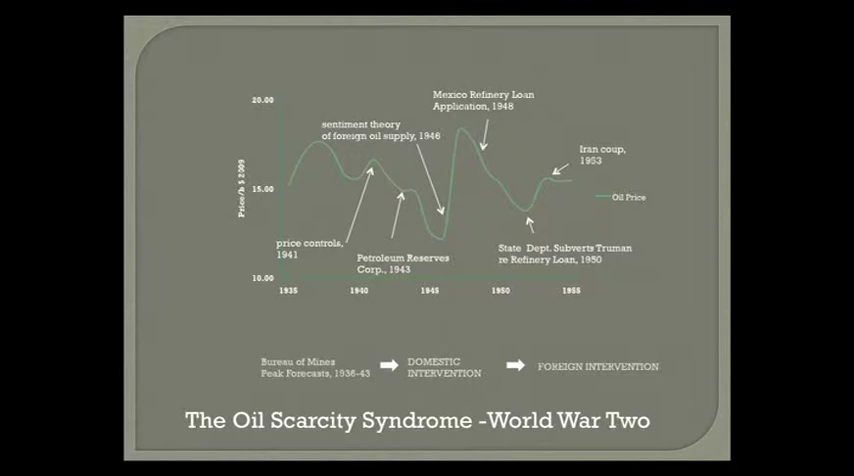 Mexico Refinery Loan
Application, 1948
20.00
sentiment theory
of foreign oil supply, 1946
Iran coup,
1953
Price/b $ 2009
15.00
Oil Price
price controls,
1941
Petroleum Reserves
Corp., 1943
State Dept. Subverts Truman
re Refinery Loan, 1950
10.00
1935 1940 1945 1950 1955
Bureau of Mines
Peak Forecasts, 1936-43
DOMESTIC
INTERVENTION
FOREIGN INTERVENTION
The Oil Scarcity Syndrome -World War Two